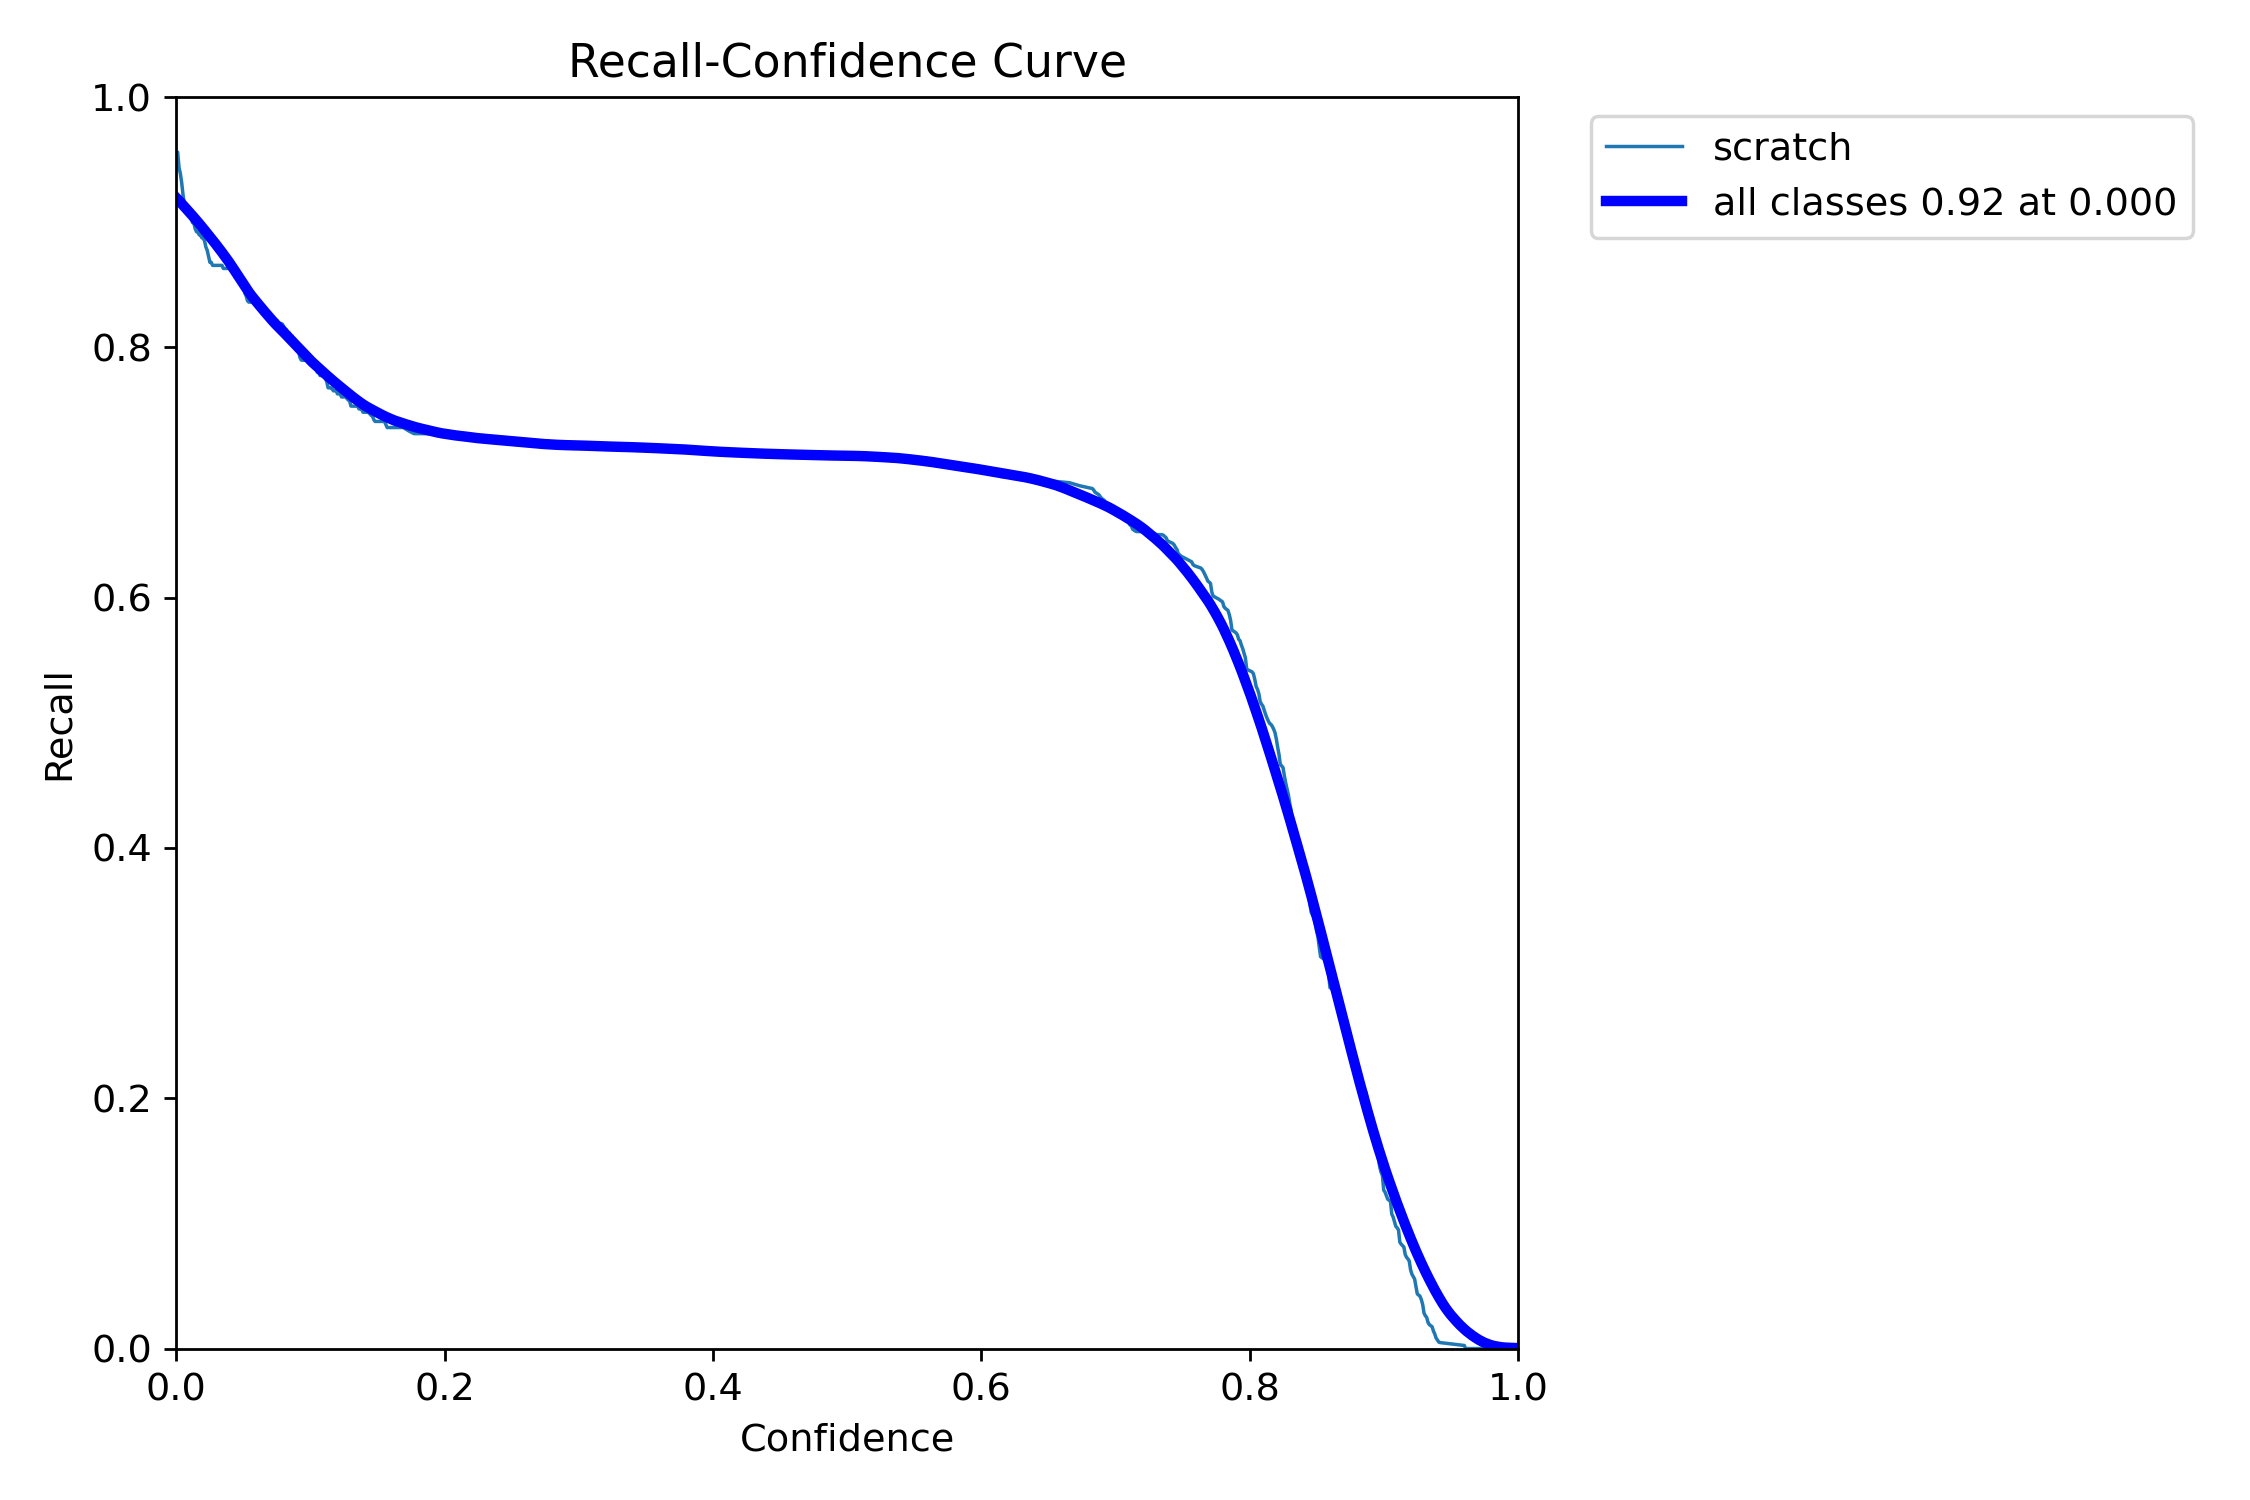 Recall-Confidence Curve
scratch
all classes 0.92 at 0.000
1.0
0.8
0.6
0.4
0.2
0.0
Recall
0.0 0.2 0.4 0.6 0.8 1.0
Confidence